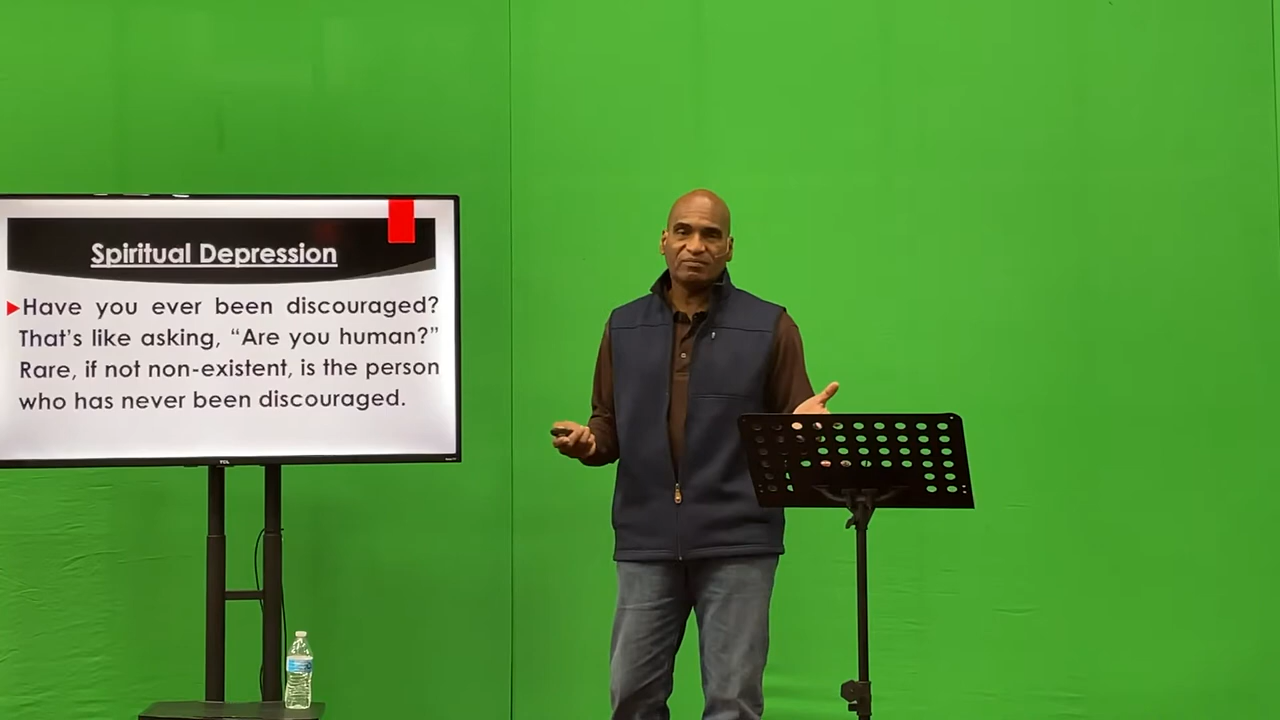 Spiritual Depression
Have you ever been discouraged?
That's like asking, “Are you human?”
Rare, if not non-existent, is the person
who has never been discouraged.
TCL